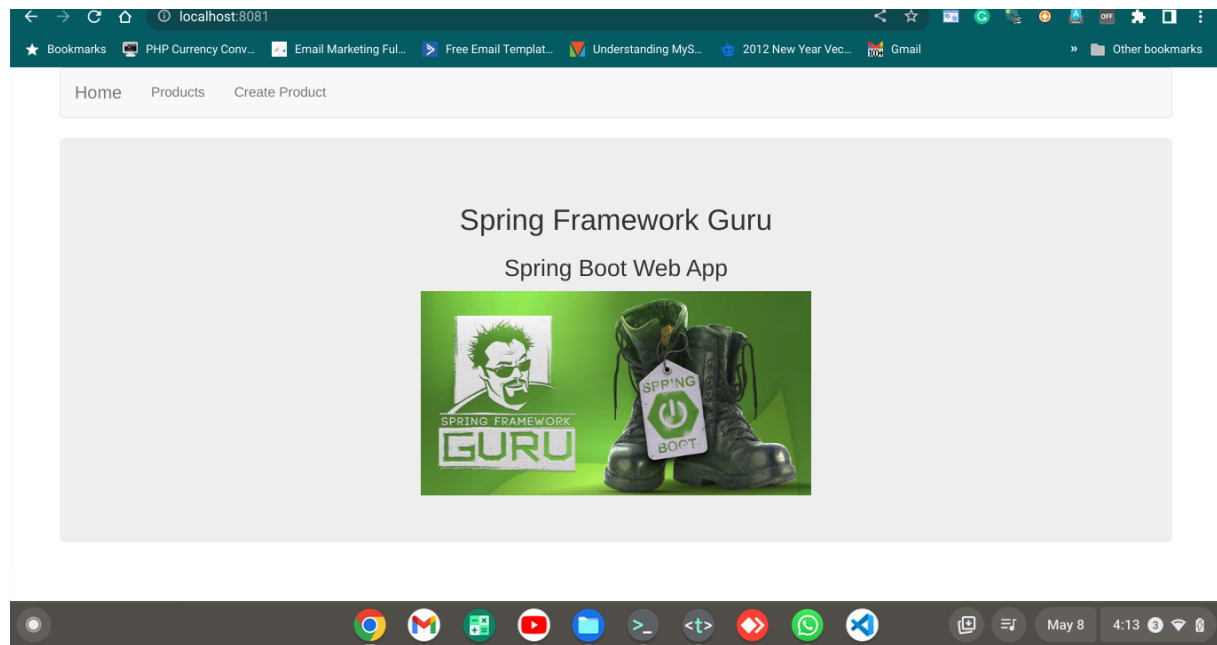 localhost:8081
Bookmarks PHP Currency Conv... Email Marketing Ful... Free Email Templat... Understanding MyS... 2012 New Year Vec... Gmail » Other bookmarks
Home Products Create Product
Spring Framework Guru
Spring Boot Web App
SPRING FRAMEWORK
GURU
SPRING
BOOT
May 8 4:13 3